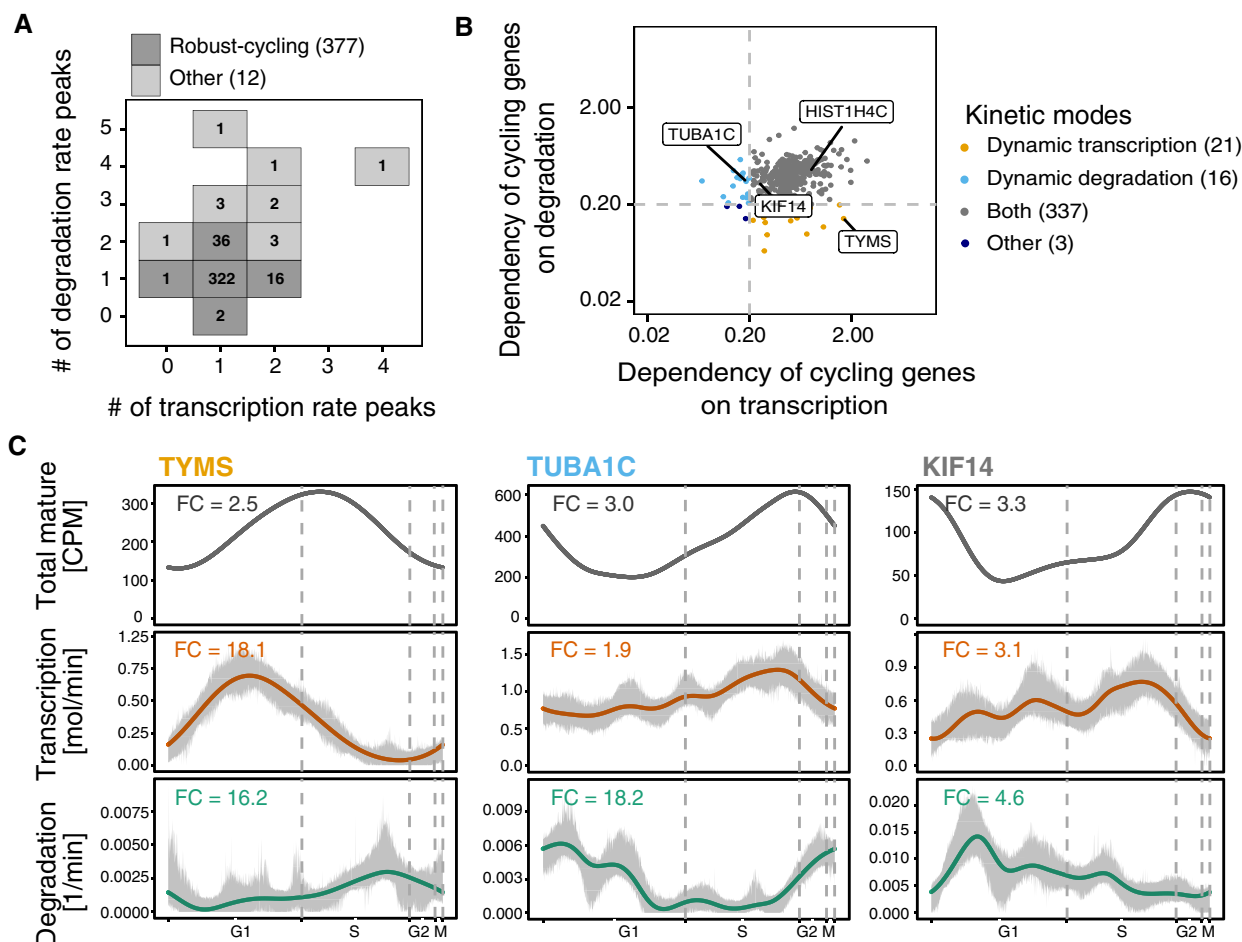 A
Robust-cycling (377)
Other (12)
# of degradation rate peaks
5
4
3
2
1
0
1
1
1
3
2
1
36
3
1
322
16
2
0
1
2
3
4
# of transcription rate peaks
B
Dependency of cycling genes
on degradation
2.00
0.20
0.02
TUBA1C
HIST1H4C
KIF14
TYMS
0.02
0.20
2.00
Dependency of cycling genes
on transcription
Kinetic modes
Dynamic transcription (21)
Dynamic degradation (16)
Both (337)
Other (3)
C
TYMS
TUBA1C
KIF14
Total mature
[CPM]
300
200
100
0
FC = 2.5
600
400
200
0
FC = 3.0
150
100
50
0
FC = 3.3
Transcription
[mol/min]
1.25
0.75
0.50
0.25
0.00
FC = 18.1
1.5
1.0
0.5
0.0
FC = 1.9
0.9
0.6
0.3
0.0
FC = 3.1
Degradation
[1/min]
0.0075
0.0050
0.0025
0.0000
FC = 16.2
0.009
0.006
0.003
0.000
FC = 18.2
0.020
0.015
0.010
0.005
0.000
FC = 4.6
G1 S G2 M
G1 S G2 M
G1 S G2 M